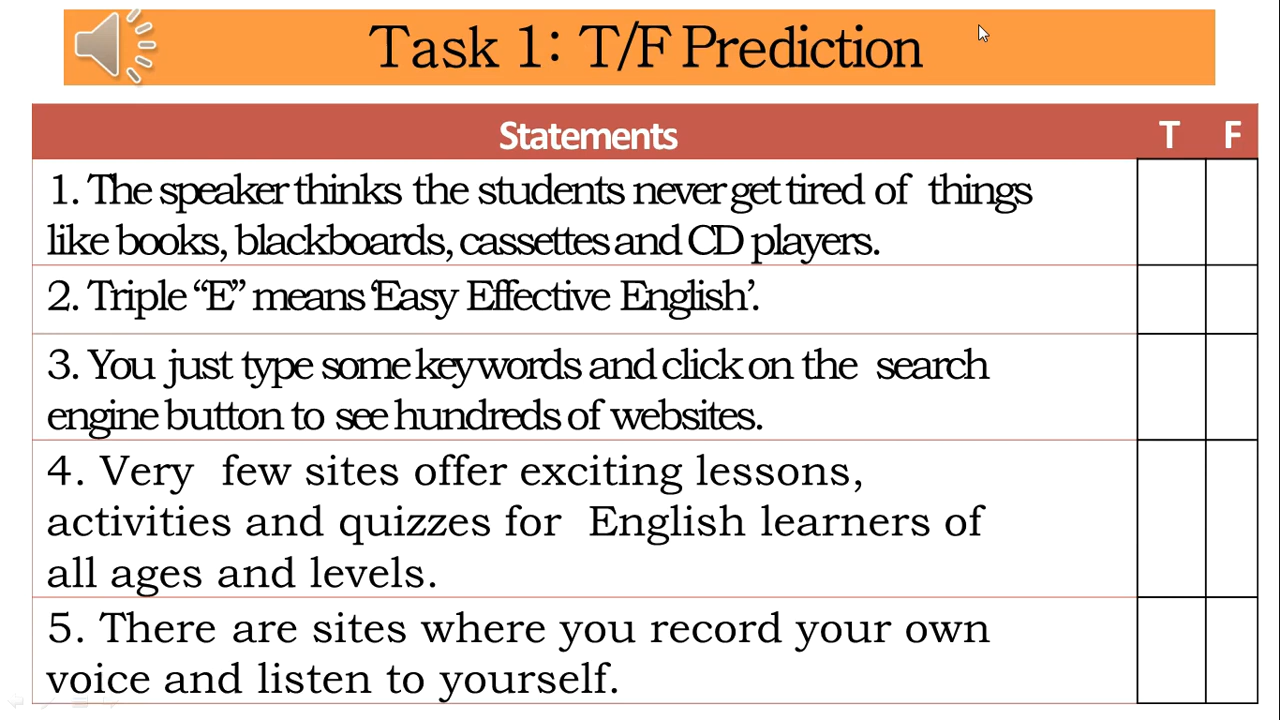 Task 1: T/F Prediction
Statements T F
1. The speaker thinks the students never get tired of things
like books, blackboards, cassettes and CD players.
2. Triple “E” means ‘Easy Effective English’.
3. You just type some key words and click on the search
engine button to see hundreds of websites.
4. Very few sites offer exciting lessons,
activities and quizzes for English learners of
all ages and levels.
5. There are sites where you record your own
voice and listen to yourself.